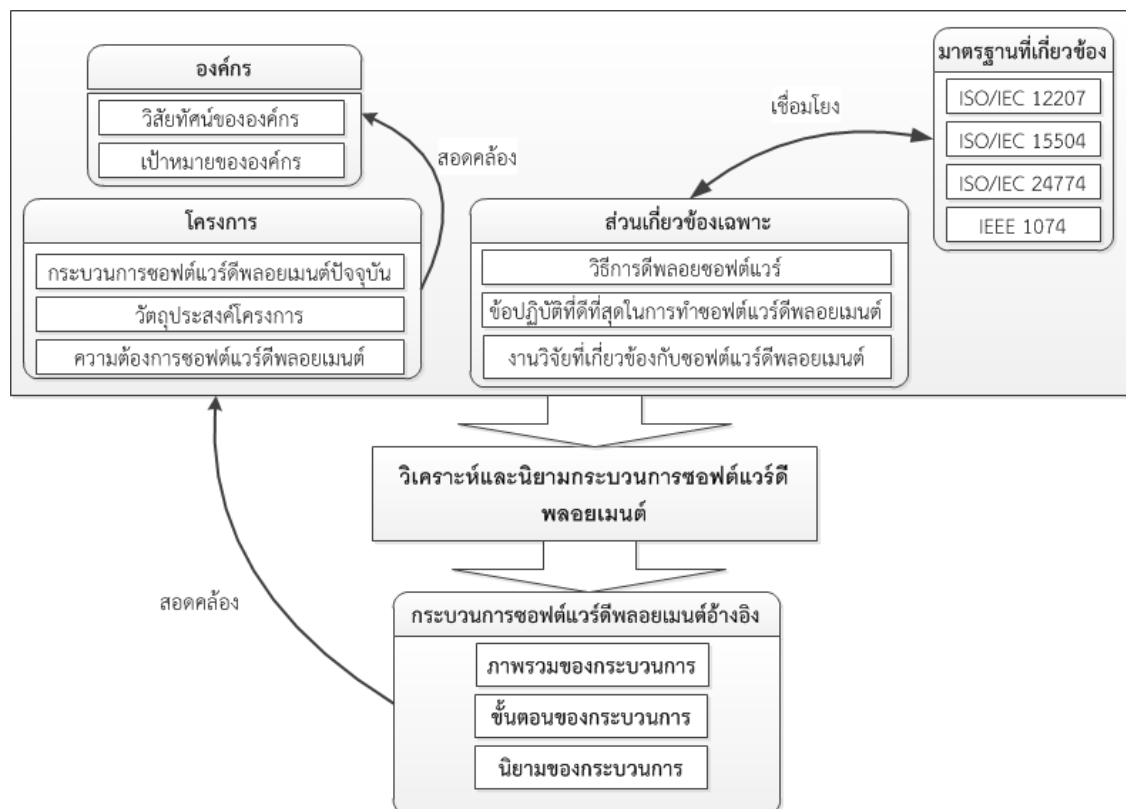 องค์กร
วิสัยทัศน์ขององค์กร
เป้าหมายขององค์กร
สอดคล้อง
เชื่อมโยง
มาตรฐานที่เกี่ยวข้อง
ISO/IEC 12207
ISO/IEC 15504
ISO/IEC 24774
IEEE 1074
โครงการ
กระบวนการซอฟต์แวร์ดีพลอยเมนต์ปัจจุบัน
วัตถุประสงค์โครงการ
ความต้องการซอฟต์แวร์ดีพลอยเมนต์
ส่วนเกี่ยวข้องเฉพาะ
วิธีการดีพลอยซอฟต์แวร์
ข้อปฏิบัติที่ดีที่สุดในการทำซอฟต์แวร์ดีพลอยเมนต์
งานวิจัยที่เกี่ยวข้องกับซอฟต์แวร์ดีพลอยเมนต์
วิเคราะห์และนิยามกระบวนการซอฟต์แวร์ดี
พลอยเมนต์
สอดคล้อง
กระบวนการซอฟต์แวร์ดีพลอยเมนต์อ้างอิง
ภาพรวมของกระบวนการ
ขั้นตอนของกระบวนการ
นิยามของกระบวนการ